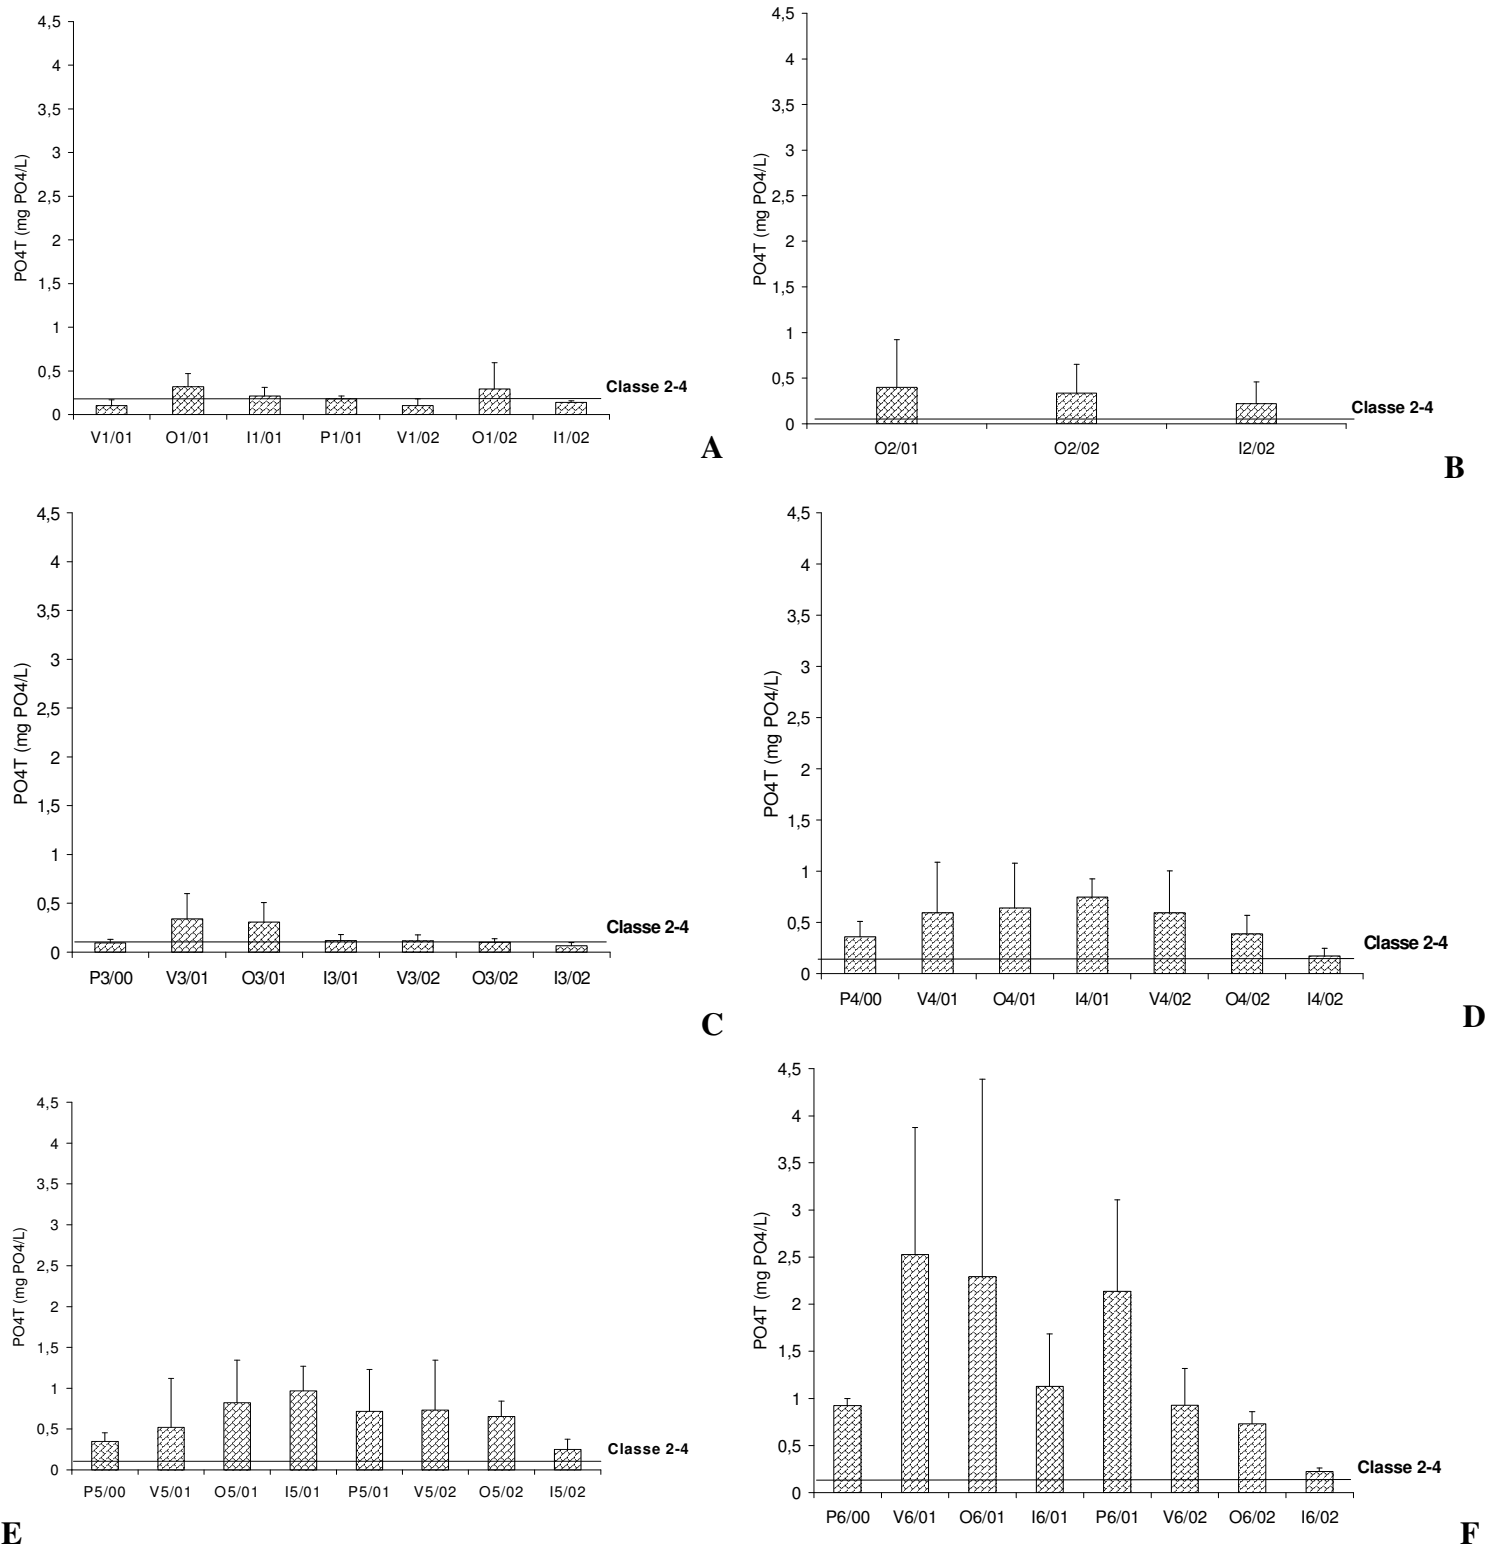 4,5
4
3,5
3
2,5
2
1,5
1
0,5
0
PO4T (mg PO4/L)
Classe 2-4
V1/01 O1/01 I1/01 P1/01 V1/02 O1/02 I1/02
A
4,5
4
3,5
3
2,5
2
1,5
1
0,5
0
PO4T (mg PO4/L)
Classe 2-4
O2/01 O2/02 I2/02
B
4,5
4
3,5
3
2,5
2
1,5
1
0,5
0
PO4T (mg PO4/L)
Classe 2-4
P3/00 V3/01 O3/01 I3/01 V3/02 O3/02 I3/02
C
4,5
4
3,5
3
2,5
2
1,5
1
0,5
0
PO4T (mg PO4/L)
Classe 2-4
P4/00 V4/01 O4/01 I4/01 V4/02 O4/02 I4/02
D
4,5
4
3,5
3
2,5
2
1,5
1
0,5
0
PO4T (mg PO4/L)
Classe 2-4
P5/00 V5/01 O5/01 I5/01 P5/01 V5/02 O5/02 I5/02
E
4,5
4
3,5
3
2,5
2
1,5
1
0,5
0
PO4T (mg PO4/L)
Classe 2-4
P6/00 V6/01 O6/01 I6/01 P6/01 V6/02 O6/02 I6/02
F